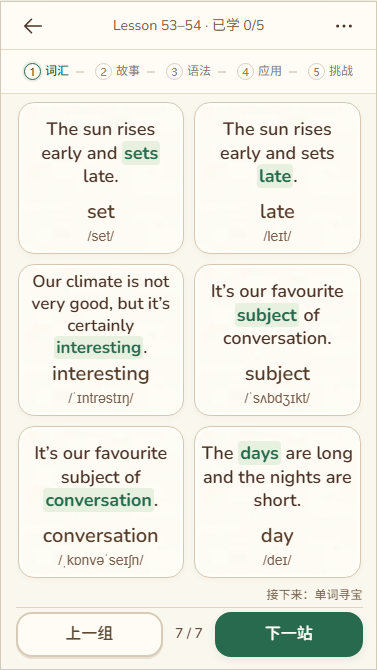 Lesson 53–54 · 已学 0/5
1 词汇 – 2 故事 – 3 语法 – 4 应用 – 5 挑战
The sun rises
early and sets
late.
set
/set/
The sun rises
early and sets
late.
late
/leɪt/
Our climate is not
very good, but it’s
certainly
interesting.
interesting
/ˈɪntrəstɪŋ/
It’s our favourite
subject of
conversation.
subject
/ˈsʌbdʒɪkt/
It’s our favourite
subject of
conversation.
conversation
/ˌkɒnvəˈseɪʃn/
The days are long
and the nights are
short.
day
/deɪ/
接下来：单词寻宝
上一组
7 / 7
下一站